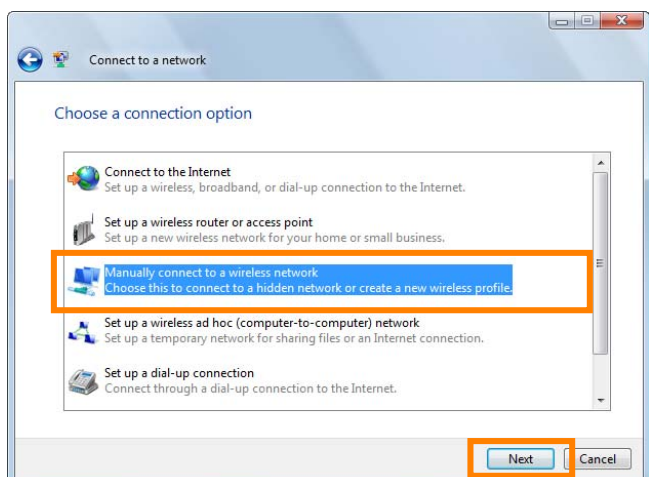 Connect to a network
Choose a connection option
Connect to the Internet
Set up a wireless, broadband, or dial-up connection to the Internet.
Set up a wireless router or access point
Set up a new wireless network for your home or small business.
Manually connect to a wireless network
Choose this to connect to a hidden network or create a new wireless profile.
Set up a wireless ad hoc (computer-to-computer) network
Set up a temporary network for sharing files or an Internet connection.
Set up a dial-up connection
Connect through a dial-up connection to the Internet.
Next Cancel